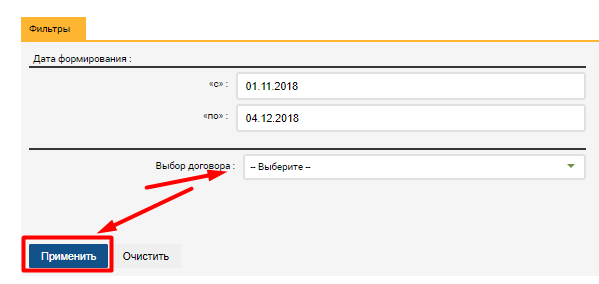 Фильтры
Дата формирования :
«с» : 01.11.2018
«по» : 04.12.2018
Выбор договора : -- Выберите --
Применить Очистить